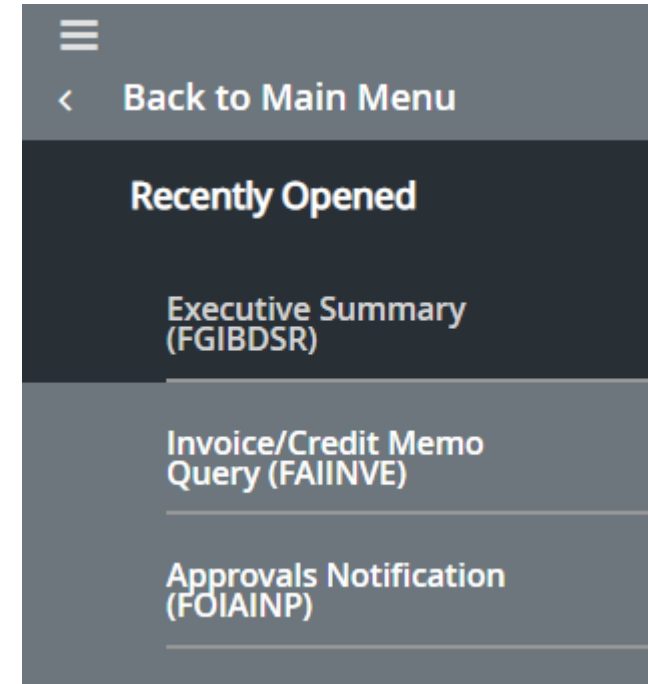 Back to Main Menu
Recently Opened
Executive Summary
(FGIBDSR)
Invoice/Credit Memo
Query (FAIINVE)
Approvals Notification
(FOIAINP)